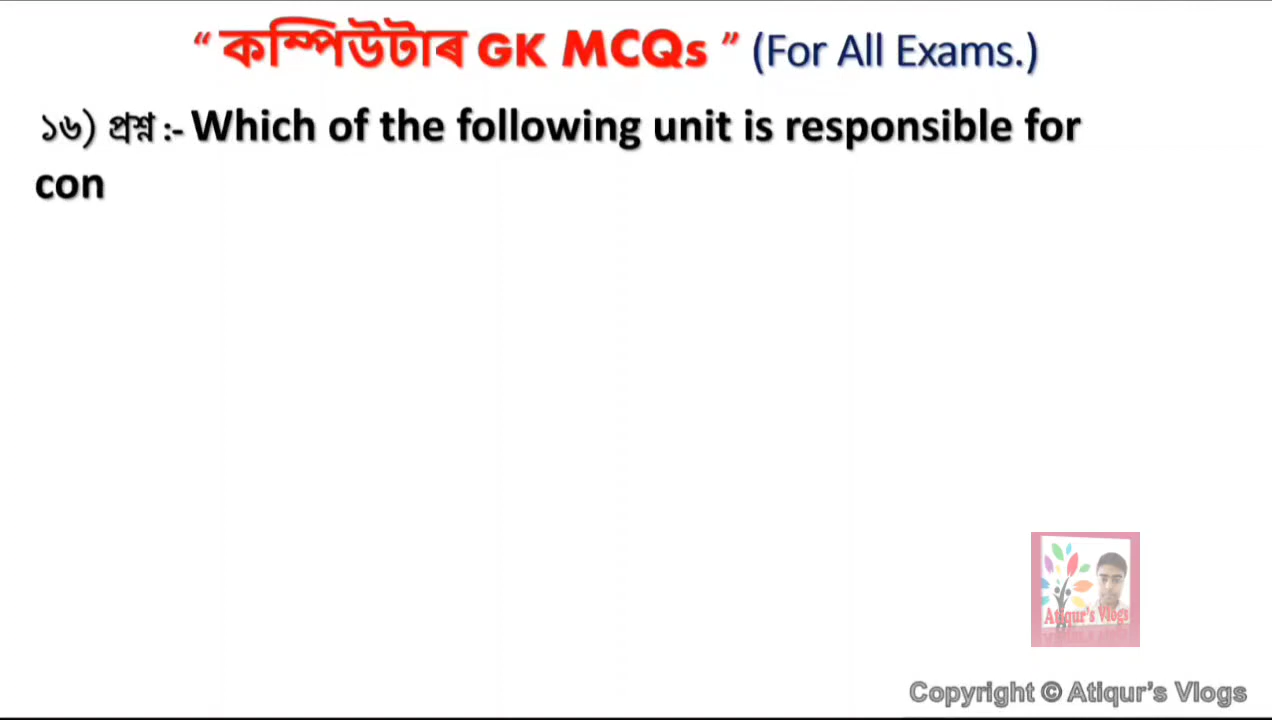 “ কম্পিউটাৰ GK MCQs ” (For All Exams.)
১৬) প্ৰশ্ন :- Which of the following unit is responsible for
con
Atiqur's Vlogs
Copyright © Atiqur's Vlogs